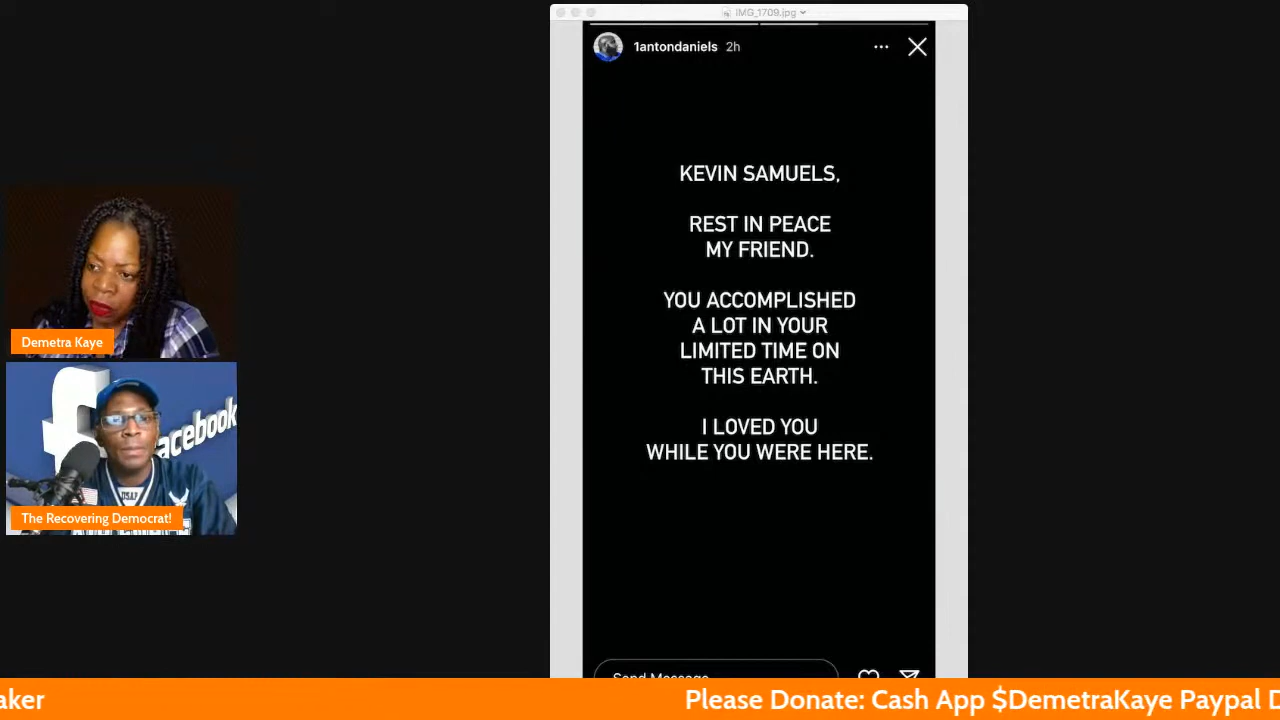 IMG_1709.jpg
1antondaniels 2h
KEVIN SAMUELS,
REST IN PEACE
MY FRIEND.
YOU ACCOMPLISHED
A LOT IN YOUR
LIMITED TIME ON
THIS EARTH.
I LOVED YOU
WHILE YOU WERE HERE.
Send Message
Demetra Kaye
acebook
USAF
The Recovering Democrat!
aker
Please Donate: Cash App $DemetraKaye Paypal D